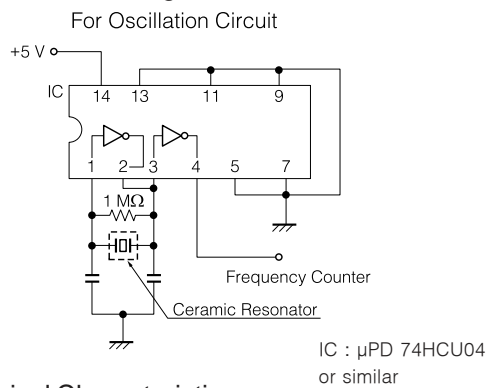 For Oscillation Circuit
+5 V
IC
14 13 11 9
1 2 3 4 5 7
1 MΩ
Frequency Counter
Ceramic Resonator
IC : µPD 74HCU04
or similar